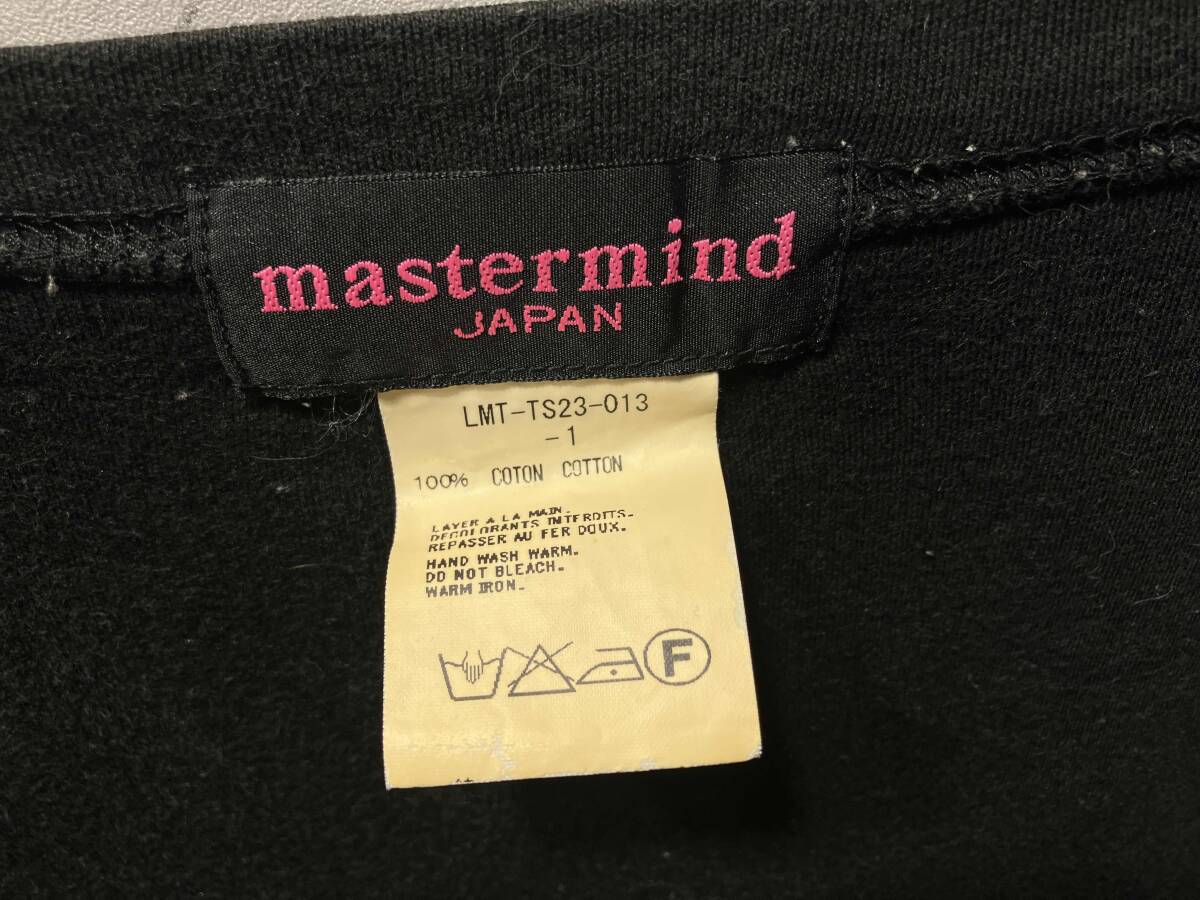 mastermind
JAPAN
LMT-TS23-013
-1
100% COTON COTTON
LAVER A LA MAIN.
DECOLORANTS INTERDITS.
REPASSER AU FER DOUX.
HAND WASH WARM.
DO NOT BLEACH.
WARM IRON.
F